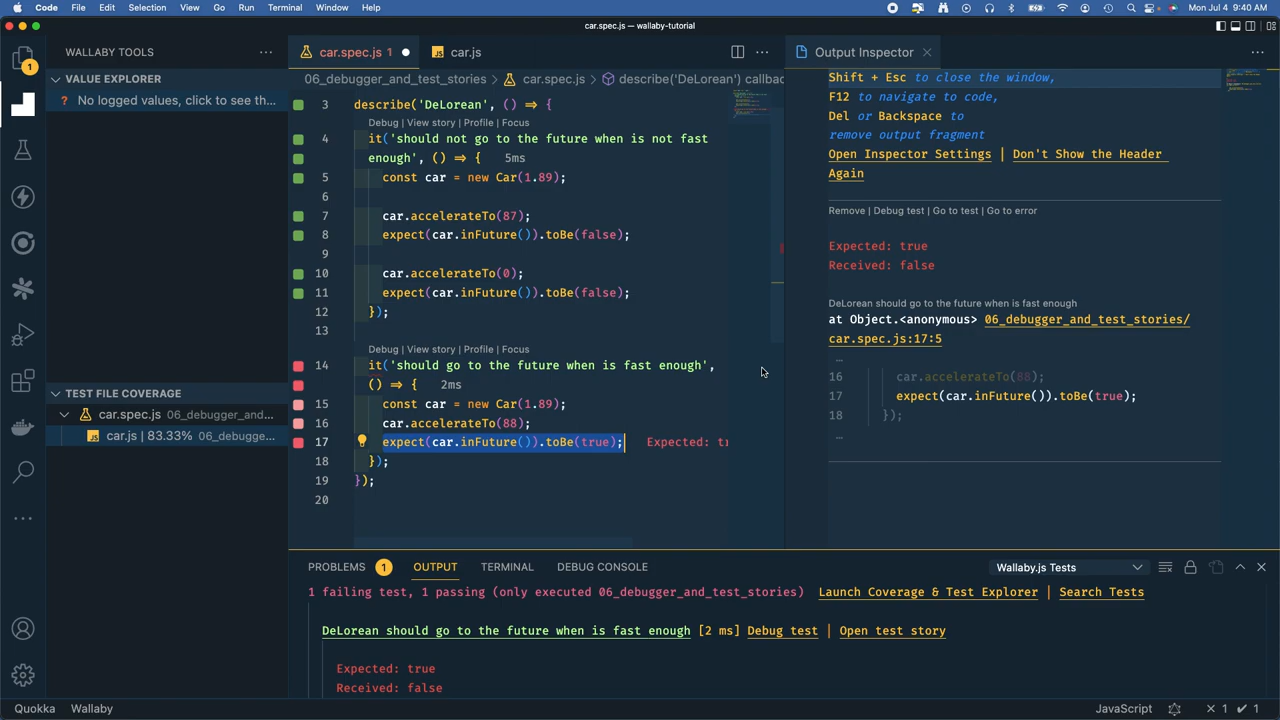 Code File Edit Selection View Go Run Terminal Window Help Mon Jul 4 9:40 AM
car.spec.js — wallaby-tutorial
1
WALLABY TOOLS
VALUE EXPLORER
? No logged values, click to see th...
TEST FILE COVERAGE
car.spec.js 06_debugger_and...
JS car.js | 83.33% 06_debugge...
car.spec.js 1
JS car.js
06_debugger_and_test_stories > car.spec.js > describe('DeLorean') callbac
3 describe('DeLorean', () => {
Debug | View story | Profile | Focus
4 it('should not go to the future when is not fast
enough', () => { 5ms
5 const car = new Car(1.89);
6
7 car.accelerateTo(87);
8 expect(car.inFuture()).toBe(false);
9
10 car.accelerateTo(0);
11 expect(car.inFuture()).toBe(false);
12 });
13
Debug | View story | Profile | Focus
14 it('should go to the future when is fast enough',
() => { 2ms
15 const car = new Car(1.89);
16 car.accelerateTo(88);
17 expect(car.inFuture()).toBe(true); Expected: tr
18 });
19 });
20
Output Inspector
Shift + Esc to close the window,
F12 to navigate to code,
Del or Backspace to
remove output fragment
Open Inspector Settings | Don't Show the Header
Again
Remove | Debug test | Go to test | Go to error
Expected: true
Received: false
DeLorean should go to the future when is fast enough
at Object.<anonymous> 06_debugger_and_test_stories/
car.spec.js:17:5
…
16 car.accelerateTo(88);
17 expect(car.inFuture()).toBe(true);
18 });
…
PROBLEMS 1 OUTPUT TERMINAL DEBUG CONSOLE Wallaby.js Tests
1 failing test, 1 passing (only executed 06_debugger_and_test_stories) Launch Coverage & Test Explorer | Search Tests
DeLorean should go to the future when is fast enough [2 ms] Debug test | Open test story
Expected: true
Received: false
Quokka Wallaby JavaScript × 1 ✓ 1